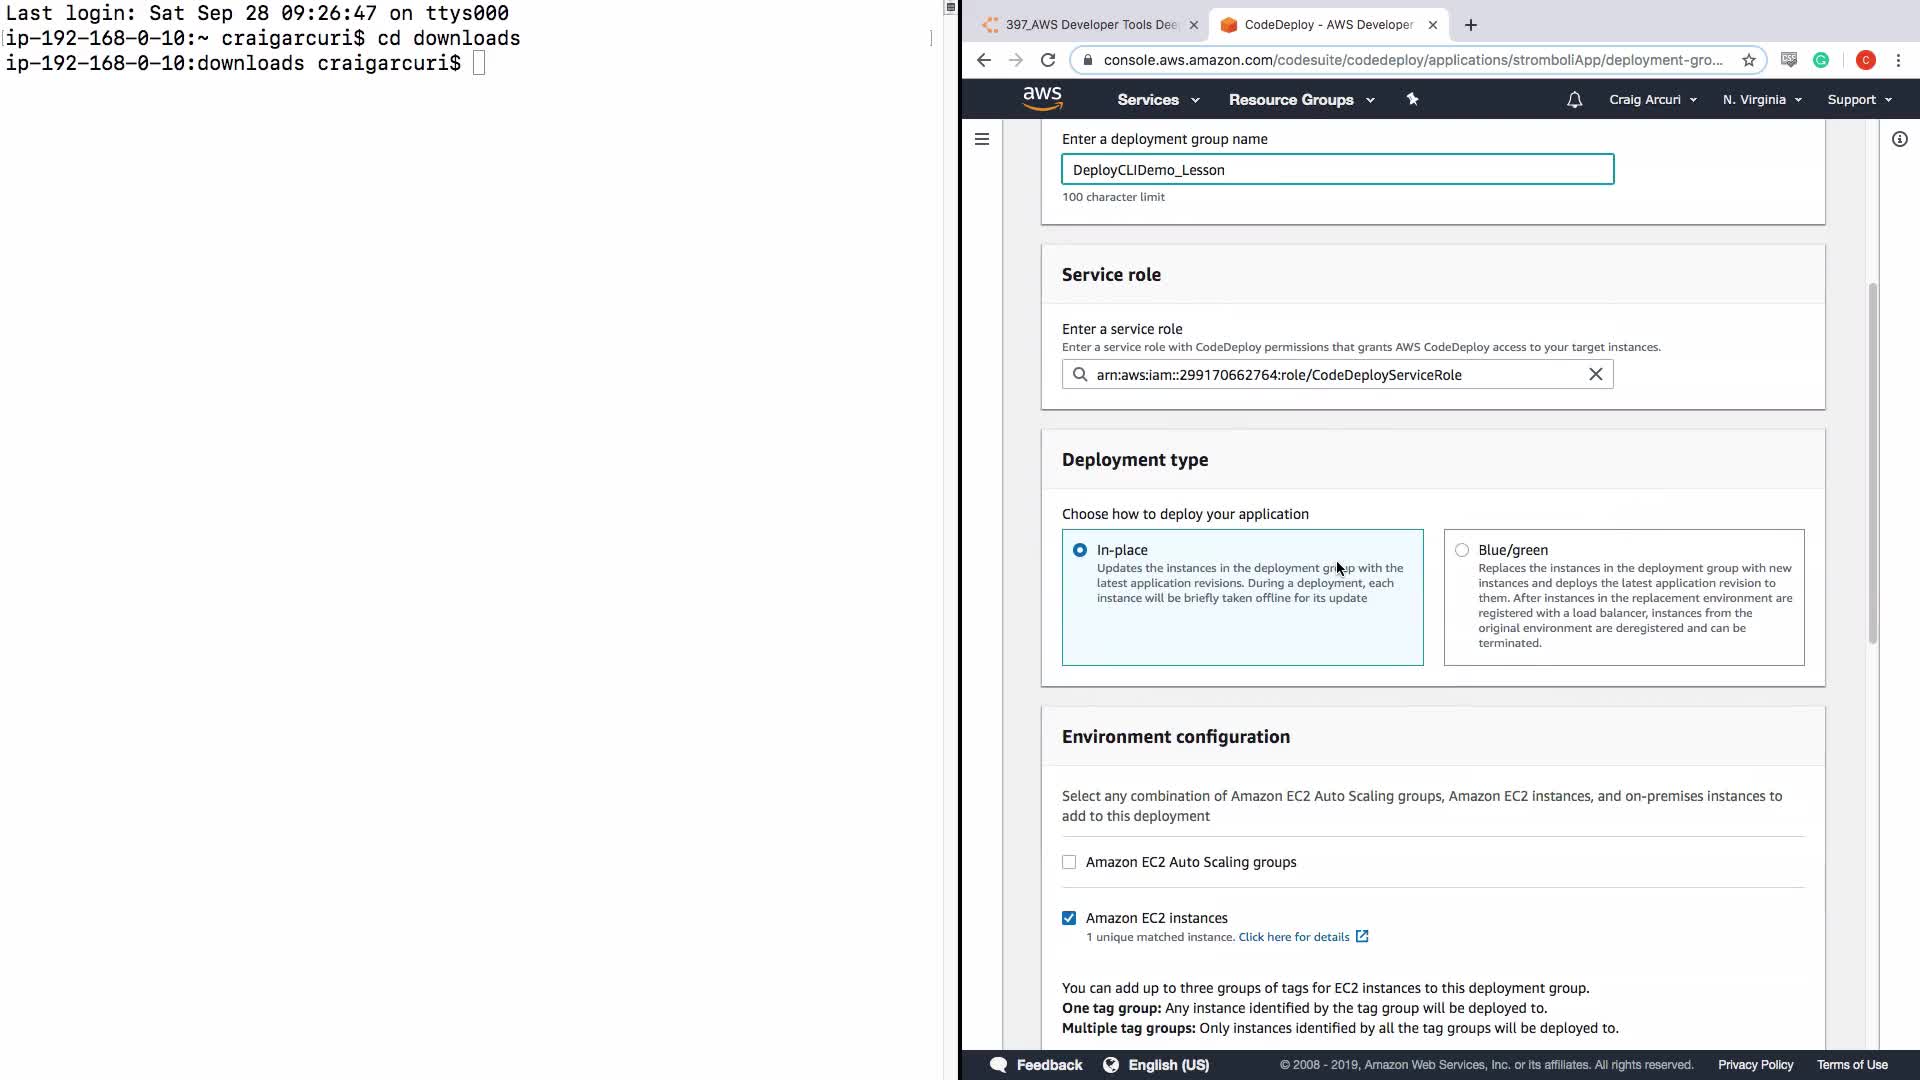 Last login: Sat Sep 28 09:26:47 on ttys000
ip-192-168-0-10:~ craigarcuri$ cd downloads
ip-192-168-0-10:downloads craigarcuri$
397_AWS Developer Tools Dee
CodeDeploy - AWS Developer
console.aws.amazon.com/codesuite/codedeploy/applications/stromboliApp/deployment-gro...
C
aws
Services
Resource Groups
Craig Arcuri
N. Virginia
Support
Enter a deployment group name
DeployCLIDemo_Lesson
100 character limit
Service role
Enter a service role
Enter a service role with CodeDeploy permissions that grants AWS CodeDeploy access to your target instances.
arn:aws:iam::299170662764:role/CodeDeployServiceRole
Deployment type
Choose how to deploy your application
In-place
Updates the instances in the deployment group with the
latest application revisions. During a deployment, each
instance will be briefly taken offline for its update
Blue/green
Replaces the instances in the deployment group with new
instances and deploys the latest application revision to
them. After instances in the replacement environment are
registered with a load balancer, instances from the
original environment are deregistered and can be
terminated.
Environment configuration
Select any combination of Amazon EC2 Auto Scaling groups, Amazon EC2 instances, and on-premises instances to
add to this deployment
Amazon EC2 Auto Scaling groups
Amazon EC2 instances
1 unique matched instance. Click here for details
You can add up to three groups of tags for EC2 instances to this deployment group.
One tag group: Any instance identified by the tag group will be deployed to.
Multiple tag groups: Only instances identified by all the tag groups will be deployed to.
Feedback
English (US)
© 2008 - 2019, Amazon Web Services, Inc. or its affiliates. All rights reserved.
Privacy Policy
Terms of Use